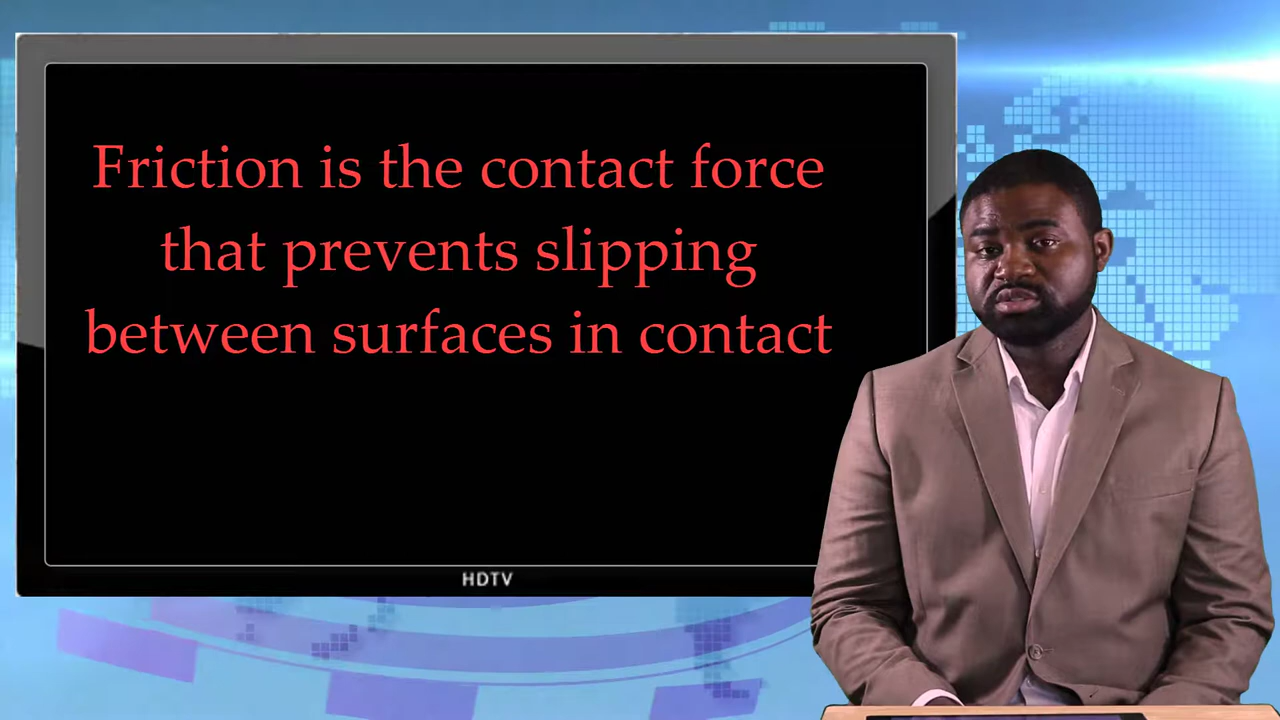 Friction is the contact force
that prevents slipping
between surfaces in contact
HDTV